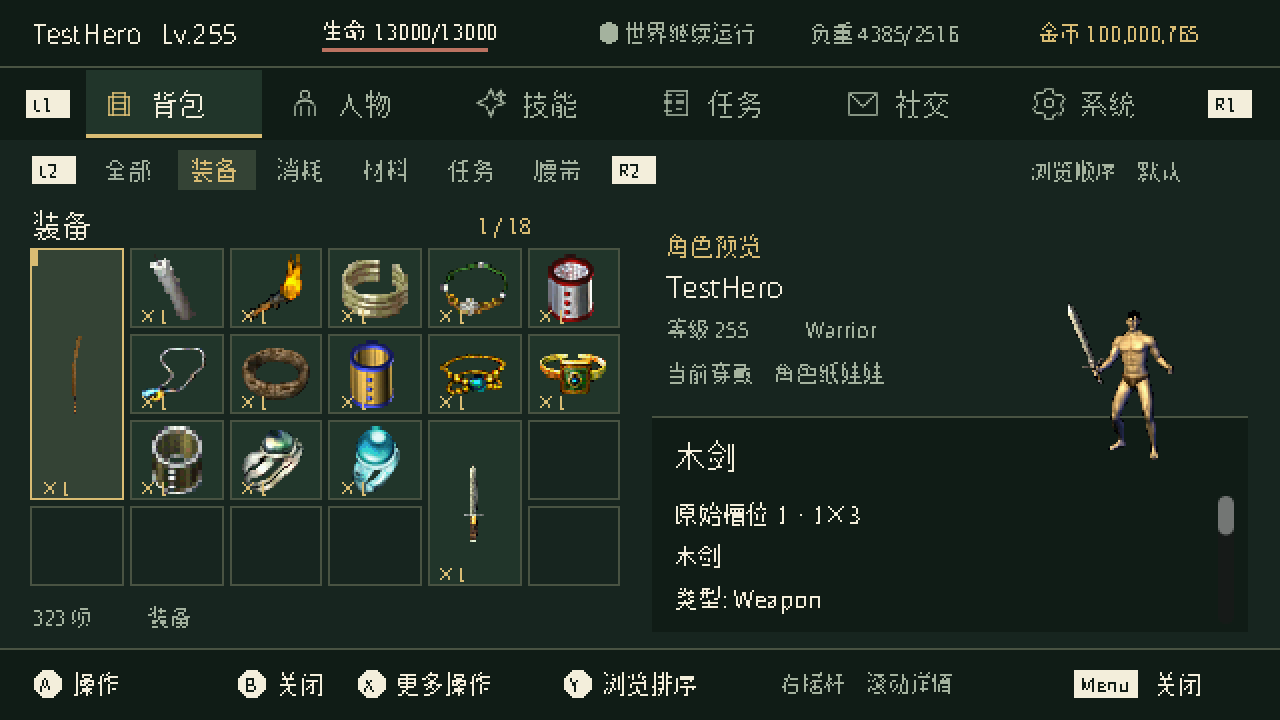 TestHero Lv.255 生命 13000/13000 世界继续运行 负重 4385/2516 金币 100,000,765
L1 背包 人物 技能 任务 社交 系统 R1
L2 全部 装备 消耗 材料 任务 腰带 R2 浏览顺序 默认
装备 1/18
角色预览
TestHero
等级 255 Warrior
当前穿戴 角色纸娃娃
×1 ×1 ×1 ×1 ×1
×1 ×1 ×1 ×1 ×1
×1 ×1 ×1 ×1
×1
木剑
原始槽位 1 · 1×3
木剑
类型: Weapon
323 项 装备
A 操作 B 关闭 X 更多操作 Y 浏览排序 右摇杆 滚动详情 Menu 关闭